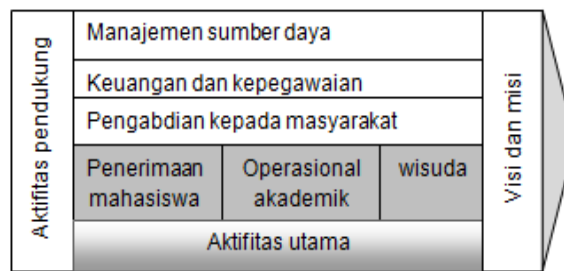 Aktifitas pendukung
Manajemen sumber daya
Keuangan dan kepegawaian
Pengabdian kepada masyarakat
Penerimaan
mahasiswa
Operasional
akademik
wisuda
Aktifitas utama
Visi dan misi